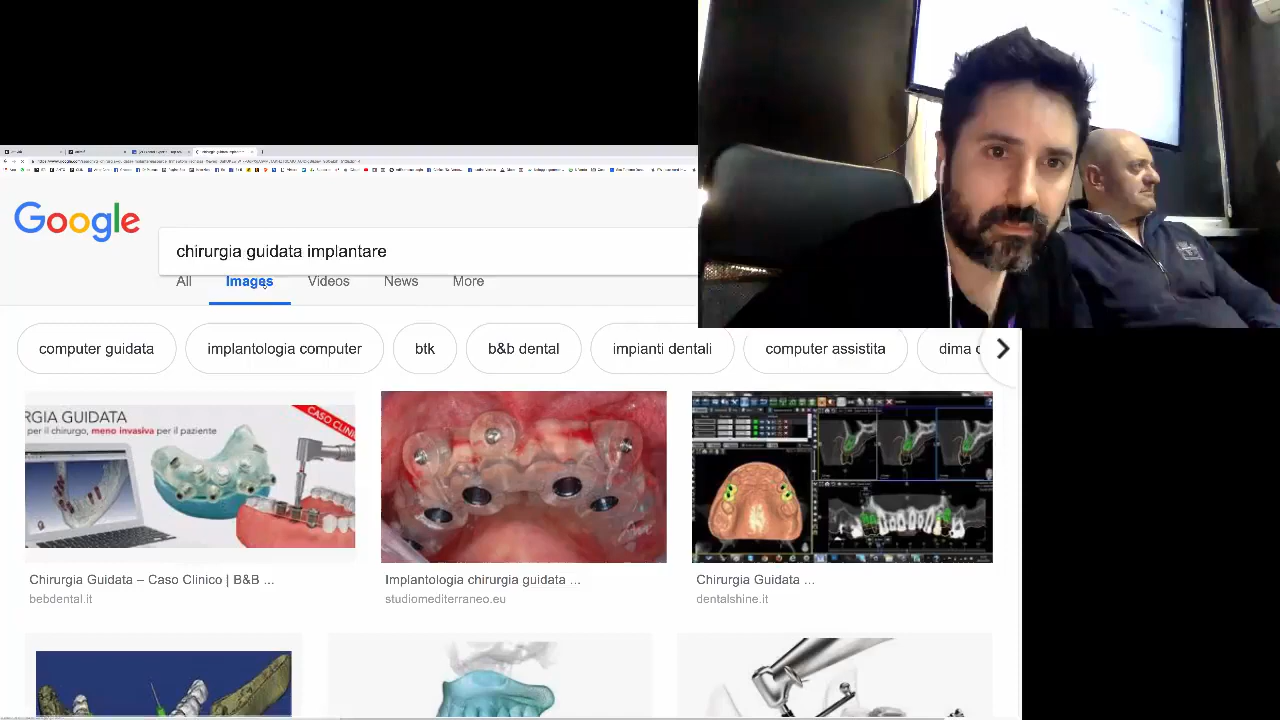 Google
chirurgia guidata implantare
All
Images
Videos
News
More
computer guidata
implantologia computer
btk
b&b dental
impianti dentali
computer assistita
dima
RGIA GUIDATA
per il chirurgo, meno invasiva per il paziente
CASO CLINI
Chirurgia Guidata – Caso Clinico | B&B ...
bebdental.it
Implantologia chirurgia guidata ...
studiomediterraneo.eu
Chirurgia Guidata ...
dentalshine.it